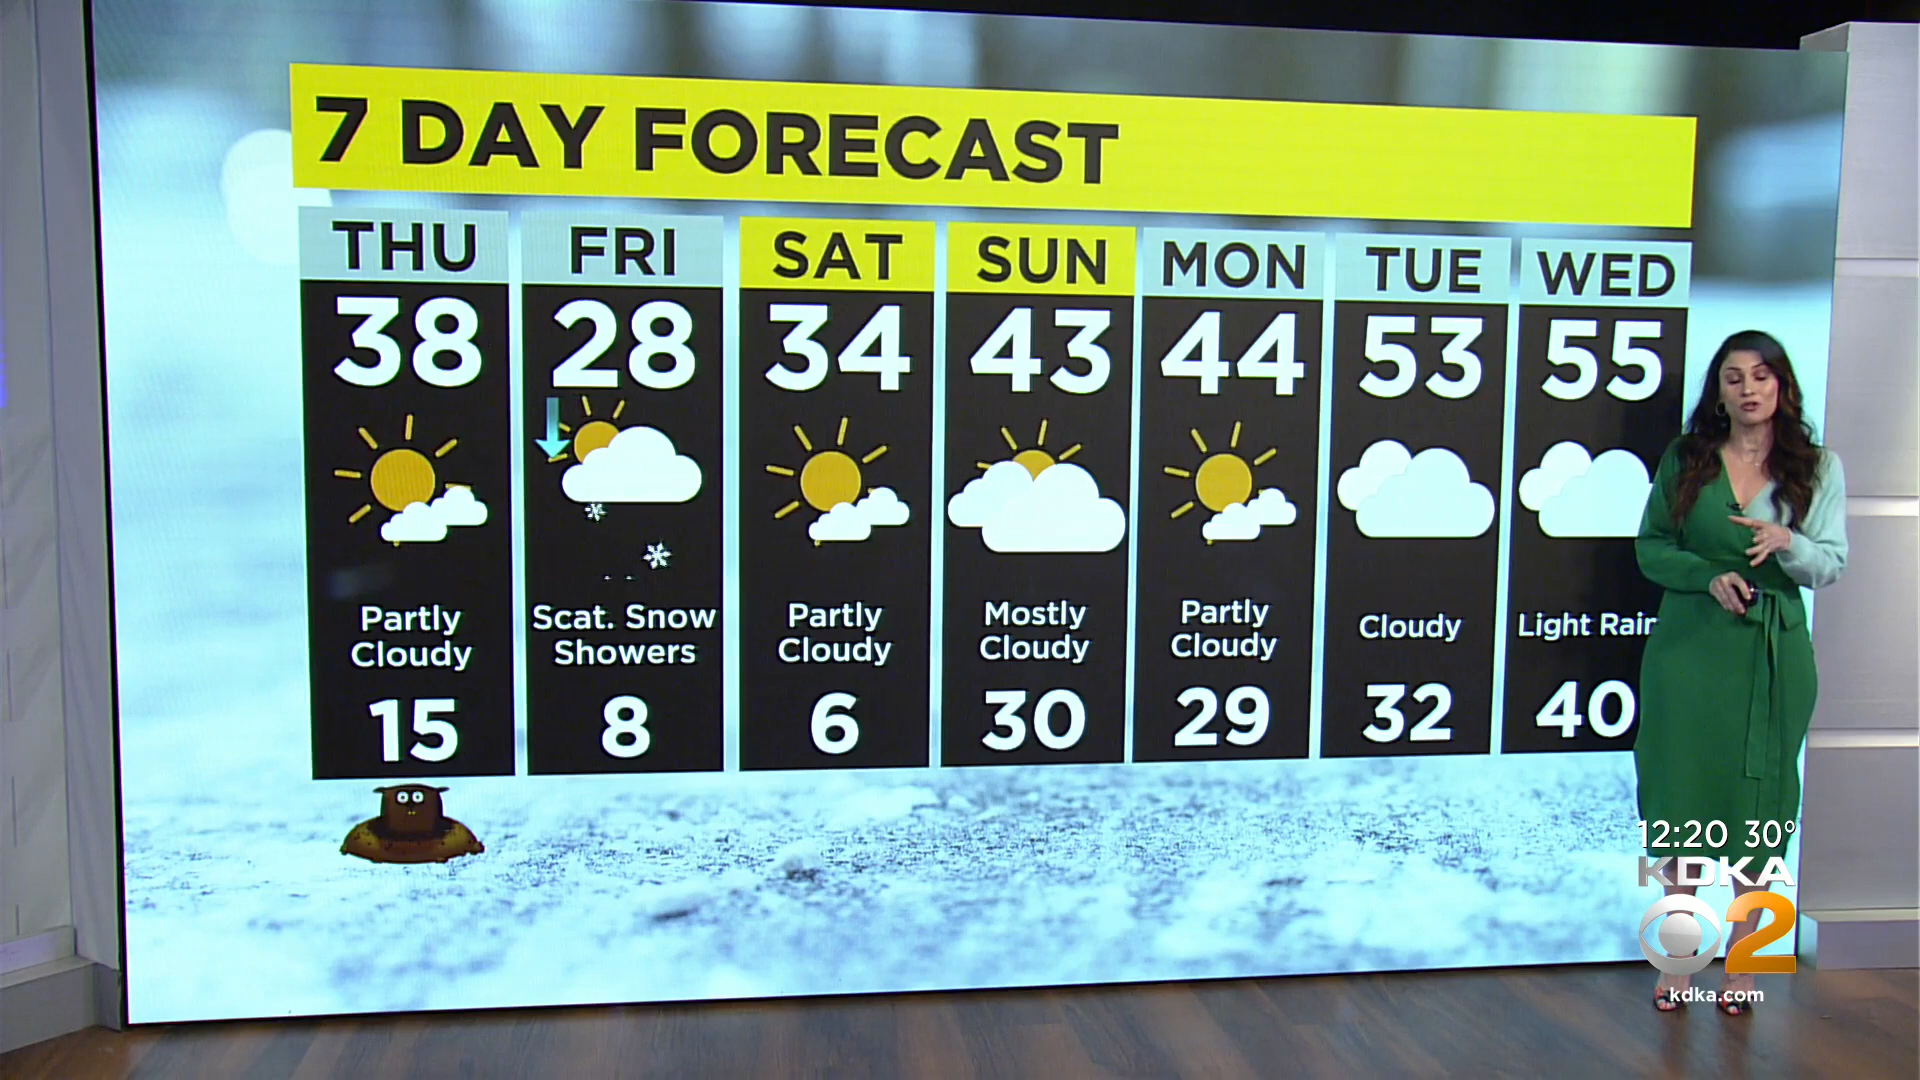 7 DAY FORECAST
THU FRI SAT SUN MON TUE WED
38 28 34 43 44 53 55
Partly Cloudy
Scat. Snow Showers
Partly Cloudy
Mostly Cloudy
Partly Cloudy
Cloudy
Light Rain
15 8 6 30 29 32 40
12:20 30°
KDKA
2
kdka.com